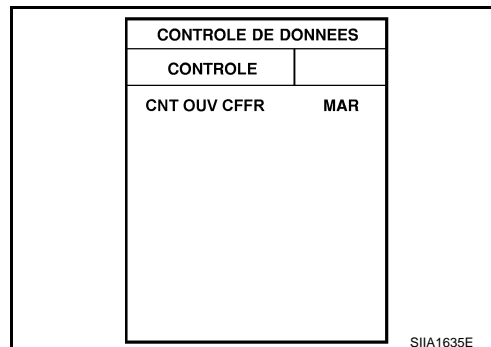 CONTROLE DE DONNEES
CONTROLE
CNT OUV CFFR MAR
SIIA1635E